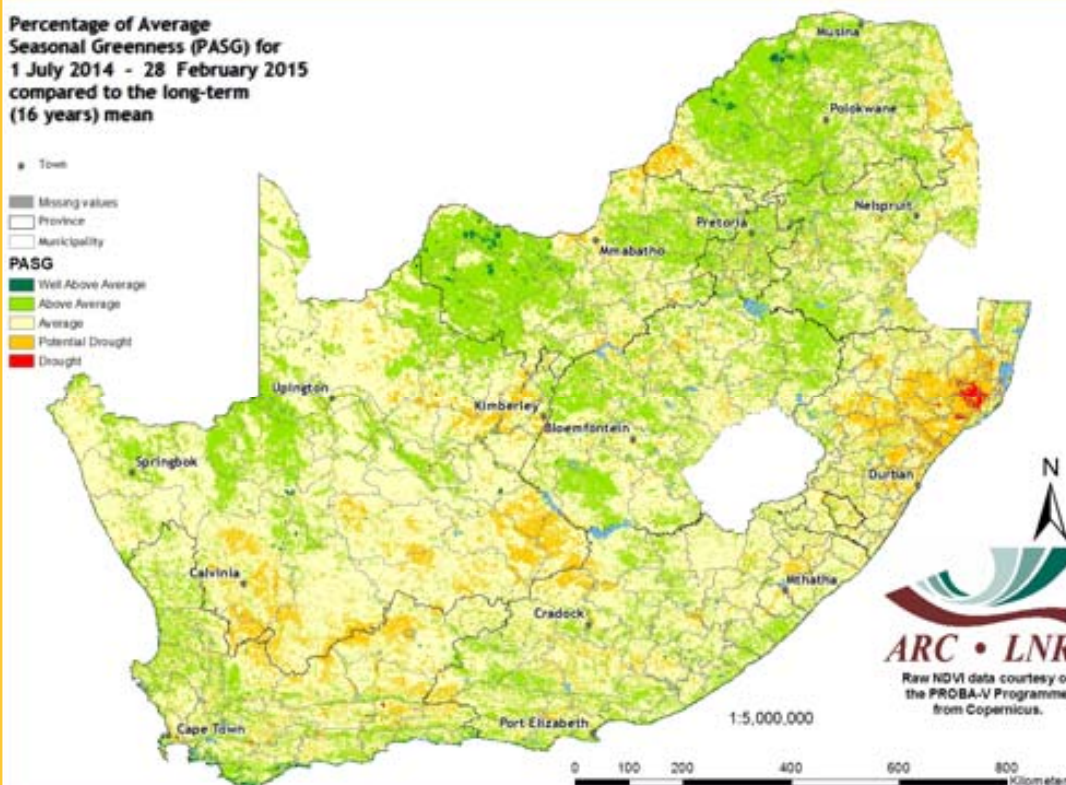 Percentage of Average
Seasonal Greenness (PASG) for
1 July 2014 - 28 February 2015
compared to the long-term
(16 years) mean
Town
Missing values
Province
Municipality
PASG
Well Above Average
Above Average
Average
Potential Drought
Drought
Musina
Polokwane
Nelspruit
Pretoria
Mmabatho
Upington
Kimberley
Bloemfontein
Springbok
Durban
Calvinia
Mthatha
Cradock
Cape Town
Port Elizabeth
N
ARC • LNR
Raw NDVI data courtesy o
the PROBA-V Programme
from Copernicus.
1:5,000,000
0 100 200 400 600 800
Kilometer